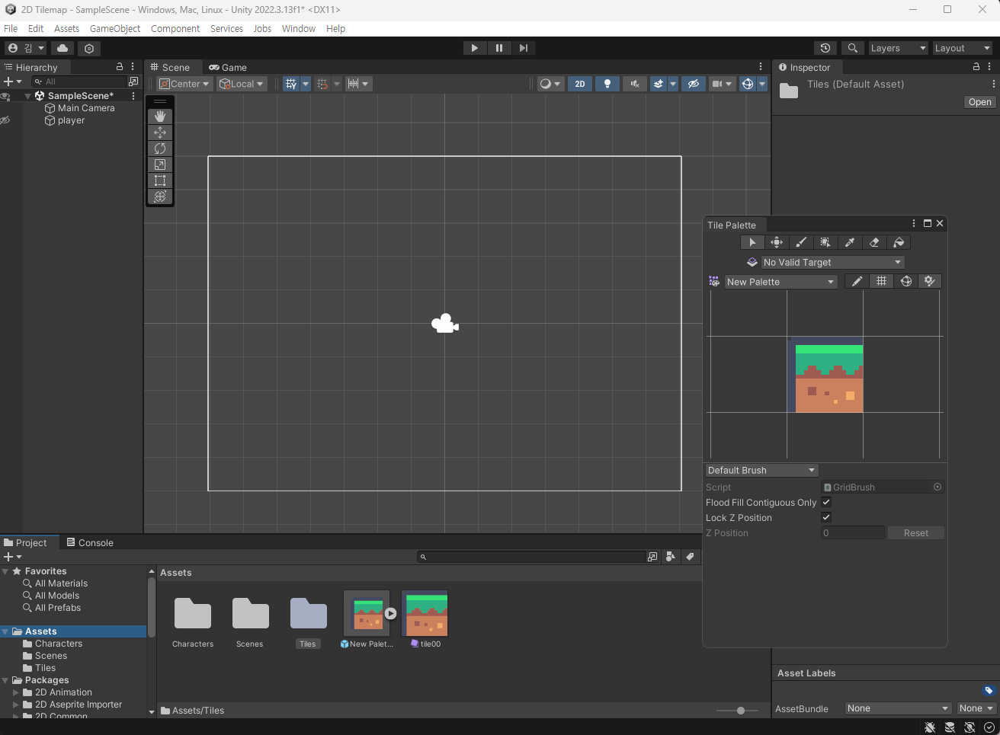 2D Tilemap - SampleScene - Windows, Mac, Linux - Unity 2022.3.13f1* <DX11>
File Edit Assets GameObject Component Services Jobs Window Help
김
Layers
Layout
Hierarchy
All
SampleScene*
Main Camera
player
Scene
Game
Center
Local
2D
Inspector
Tiles (Default Asset)
Open
Tile Palette
No Valid Target
New Palette
Default Brush
Script
GridBrush
Flood Fill Contiguous Only
Lock Z Position
Z Position
0
Reset
Project
Console
Favorites
All Materials
All Models
All Prefabs
Assets
Characters
Scenes
Tiles
Packages
2D Animation
2D Aseprite Importer
2D Common
Assets
Characters
Scenes
Tiles
New Palet...
tile00
Assets/Tiles
Asset Labels
AssetBundle
None
None